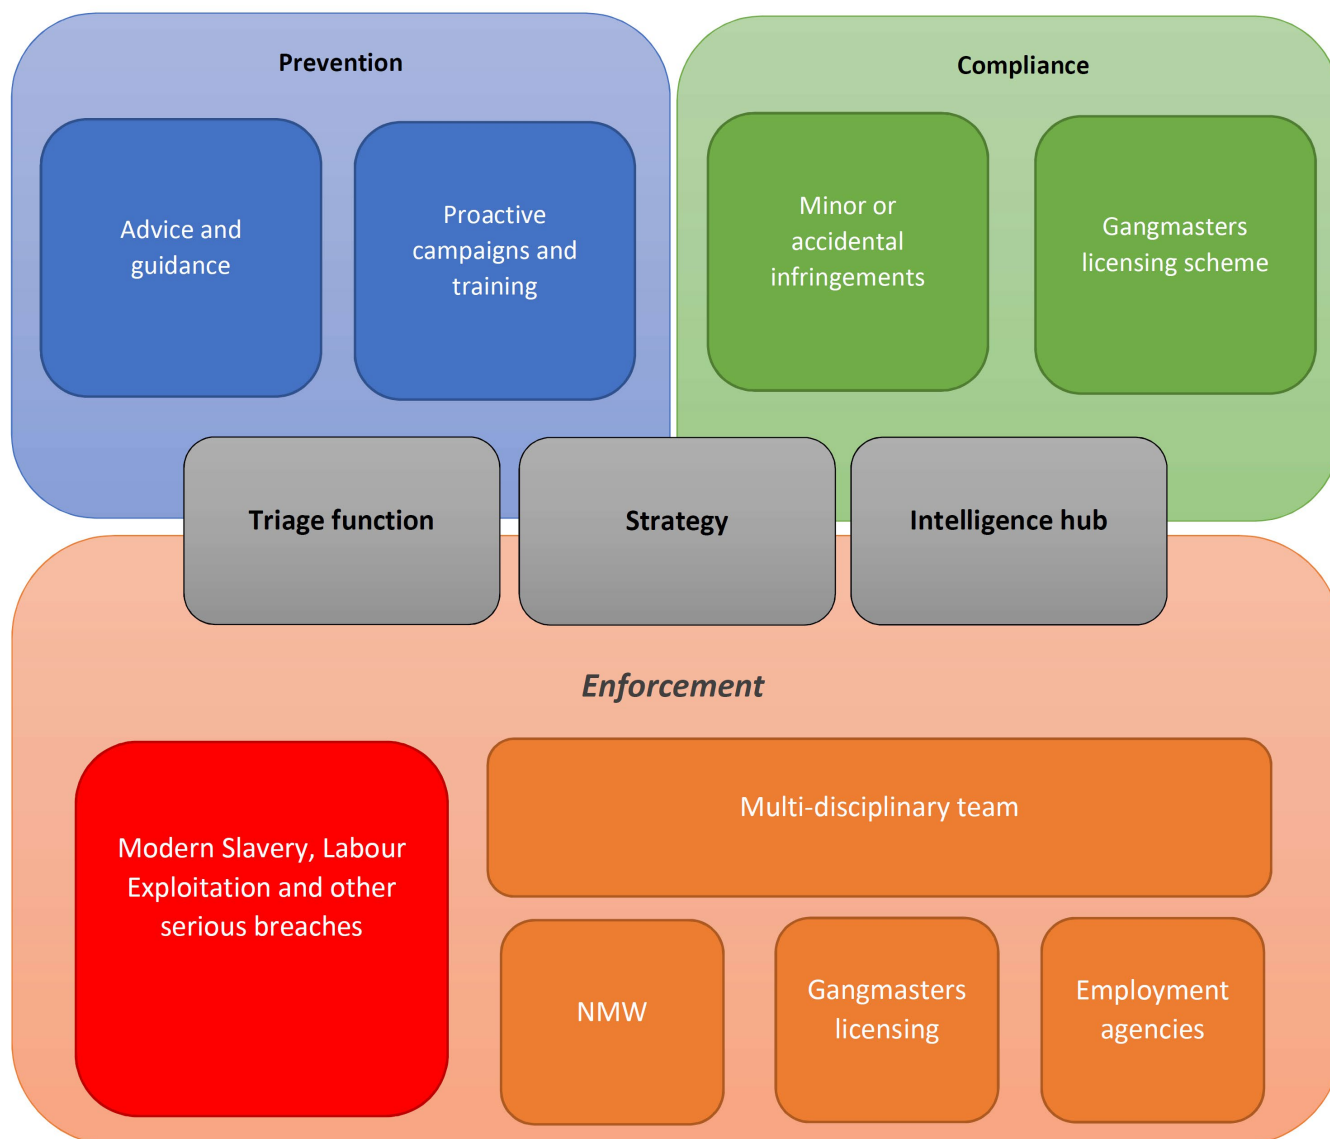 Prevention
Compliance
Advice and
guidance
Proactive
campaigns and
training
Minor or
accidental
infringements
Gangmasters
licensing scheme
Triage function
Strategy
Intelligence hub
Enforcement
Modern Slavery, Labour
Exploitation and other
serious breaches
Multi-disciplinary team
NMW
Gangmasters
licensing
Employment
agencies